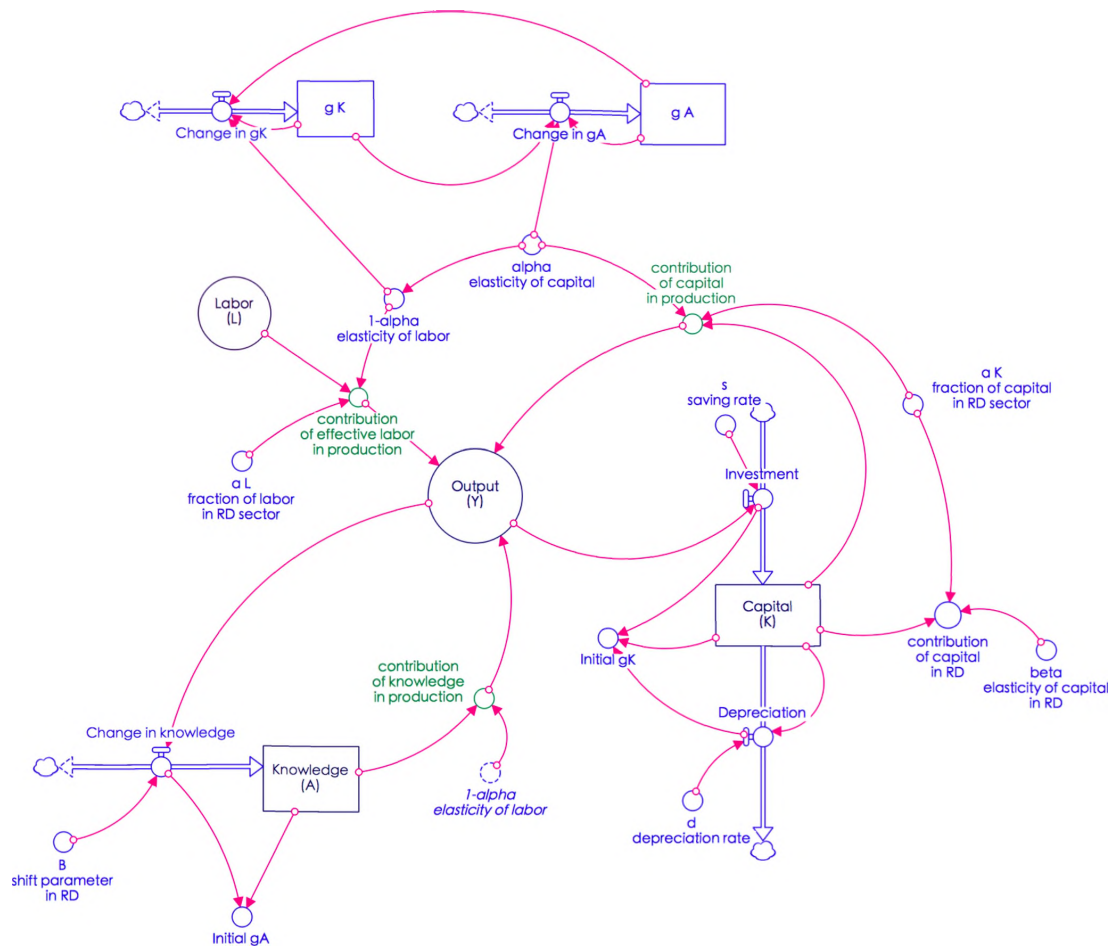 g K
g A
Change in gK
Change in gA
alpha
elasticity of capital
contribution
of capital
in production
Labor
(L)
1-alpha
elasticity of labor
a K
fraction of capital
in RD sector
s
saving rate
contribution
of effective labor
in production
a L
fraction of labor
in RD sector
Output
(Y)
Investment
Capital
(K)
Initial gK
contribution
of capital
in RD
beta
elasticity of capital
in RD
contribution
of knowledge
in production
Depreciation
Change in knowledge
Knowledge
(A)
1-alpha
elasticity of labor
d
depreciation rate
B
shift parameter
in RD
Initial gA